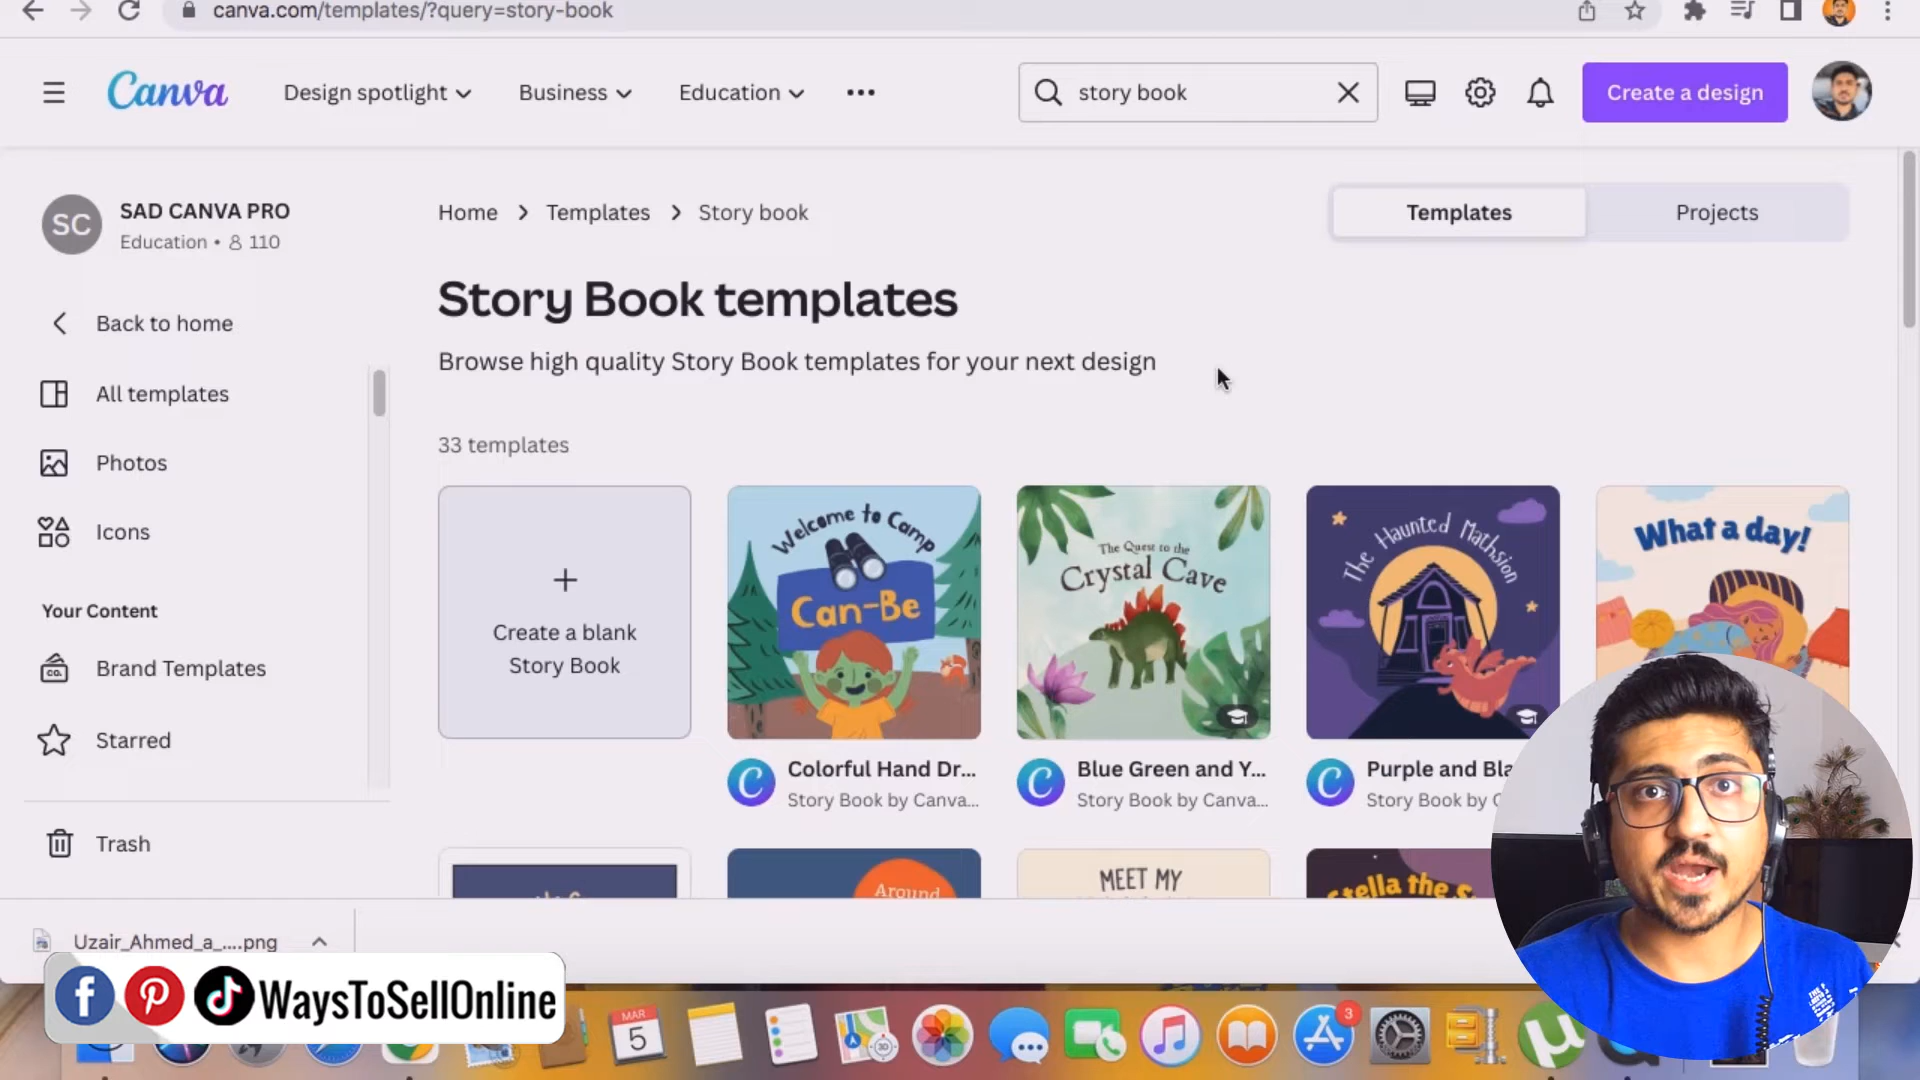 canva.com/templates/?query=story-book
Canva
Design spotlight
Business
Education
story book
Create a design
SC
SAD CANVA PRO
Education • 110
Home > Templates > Story book
Templates
Projects
Back to home
All templates
Photos
Icons
Your Content
Brand Templates
Starred
Trash
Story Book templates
Browse high quality Story Book templates for your next design
33 templates
Create a blank
Story Book
Welcome to Camp
Can-Be
The Quest to the
Crystal Cave
The Haunted Mathsion
What a day!
Colorful Hand Dr...
Story Book by Canva...
Blue Green and Y...
Story Book by Canva...
Purple and Bla
Story Book by C
Around
MEET MY
Stella the S
Uzair_Ahmed_a_....png
WaysToSellOnline
MAR
5
3